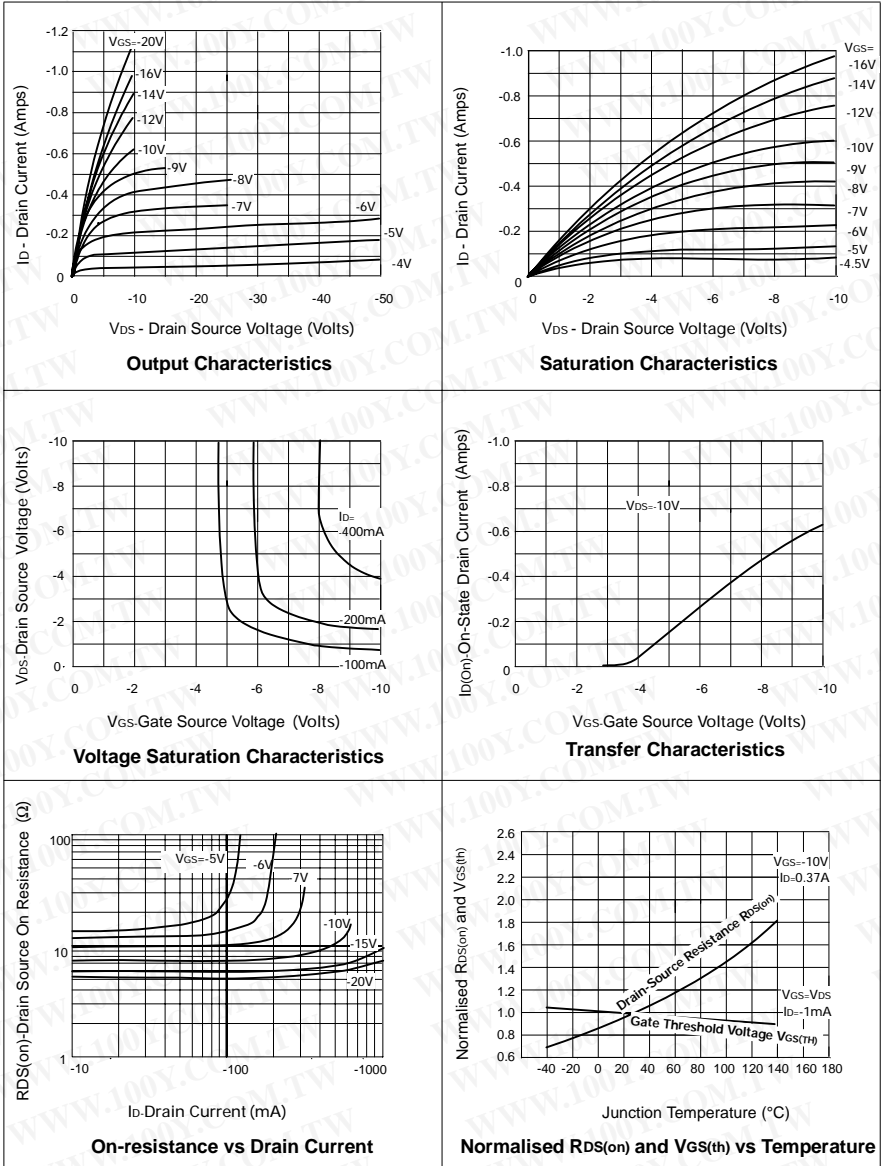 ID - Drain Current (Amps)
-1.2
-1.0
-0.8
-0.6
-0.4
-0.2
0
VGS=-20V
-16V
-14V
-12V
-10V
-9V
-8V
-7V
-6V
-5V
-4V
0 -10 -20 -30 -40 -50
VDS - Drain Source Voltage (Volts)
Output Characteristics
ID - Drain Current (Amps)
-1.0
-0.8
-0.6
-0.4
-0.2
0
VGS=
-16V
-14V
-12V
-10V
-9V
-8V
-7V
-6V
-5V
-4.5V
0 -2 -4 -6 -8 -10
VDS - Drain Source Voltage (Volts)
Saturation Characteristics
VDS-Drain Source Voltage (Volts)
-10
-8
-6
-4
-2
0
ID=
-400mA
-200mA
-100mA
0 -2 -4 -6 -8 -10
VGS-Gate Source Voltage (Volts)
Voltage Saturation Characteristics
ID(On)-On-State Drain Current (Amps)
-1.0
-0.8
-0.6
-0.4
-0.2
0
VDS=-10V
0 -2 -4 -6 -8 -10
VGS-Gate Source Voltage (Volts)
Transfer Characteristics
RDS(on)-Drain Source On Resistance (Ω)
100
10
1
VGS=-5V
-6V
-7V
-10V
-15V
-20V
-10 -100 -1000
ID-Drain Current (mA)
On-resistance vs Drain Current
Normalised RDS(on) and VGS(th)
2.6
2.4
2.2
2.0
1.8
1.6
1.4
1.2
1.0
0.8
0.6
VGS=-10V
ID=0.37A
Drain-Source Resistance RDS(on)
VGS=VDS
ID=-1mA
Gate Threshold Voltage VGS(TH)
-40 -20 0 20 40 60 80 100 120 140 160 180
Junction Temperature (°C)
Normalised RDS(on) and VGS(th) vs Temperature
WWW.100Y.COM.TW